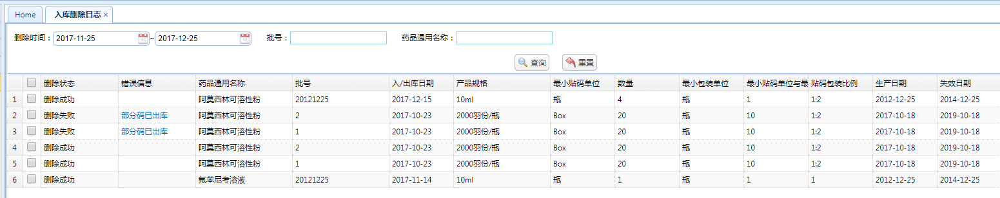 Home 入库删除日志 ×
删除时间： 2017-11-25 ~ 2017-12-25 批号： 药品通用名称：
查询 重置
删除状态 错误信息 药品通用名称 批号 入/出库日期 产品规格 最小贴码单位 数量 最小包装单位 最小贴码单位与最 贴码包装比例 生产日期 失效日期
1 删除成功 阿莫西林可溶性粉 20121225 2017-12-15 10ml 瓶 4 瓶 1 1:2 2012-12-25 2014-12-25
2 删除失败 部分码已出库 阿莫西林可溶性粉 2 2017-10-23 2000羽份/瓶 Box 20 瓶 10 1:2 2017-10-18 2019-10-18
3 删除失败 部分码已出库 阿莫西林可溶性粉 1 2017-10-23 2000羽份/瓶 Box 20 瓶 10 1:2 2017-10-18 2019-10-18
4 删除成功 阿莫西林可溶性粉 2 2017-10-23 2000羽份/瓶 Box 20 瓶 10 1:2 2017-10-18 2019-10-18
5 删除成功 阿莫西林可溶性粉 1 2017-10-23 2000羽份/瓶 Box 20 瓶 10 1:2 2017-10-18 2019-10-18
6 删除成功 氟苯尼考溶液 20121225 2017-11-14 10ml 瓶 1 瓶 1 1 2012-12-25 2014-12-25